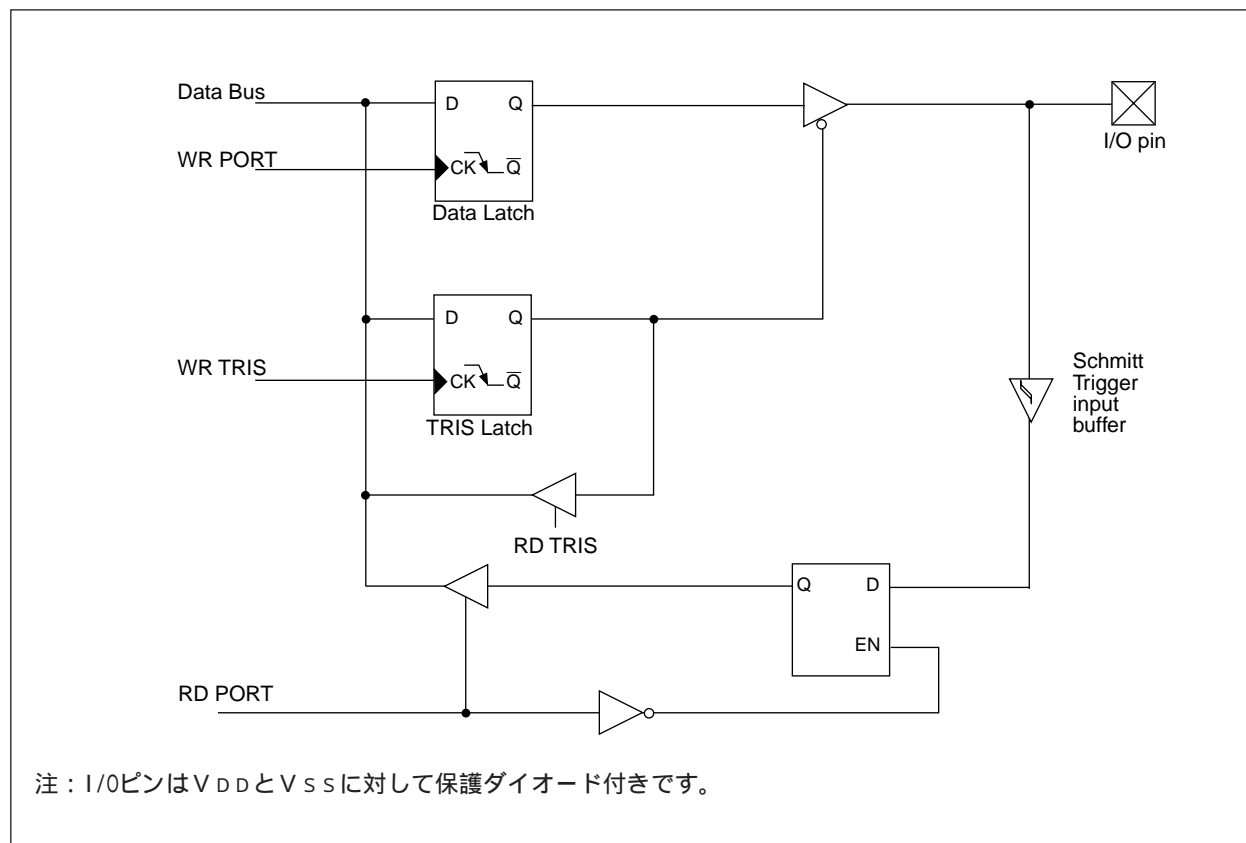 Data Bus
D Q
WR PORT
CK Q̅
Data Latch
I/O pin
D Q
WR TRIS
CK Q̅
TRIS Latch
Schmitt
Trigger
input
buffer
RD TRIS
Q D
EN
RD PORT
注：I/OピンはＶＤＤとＶＳＳに対して保護ダイオード付きです。